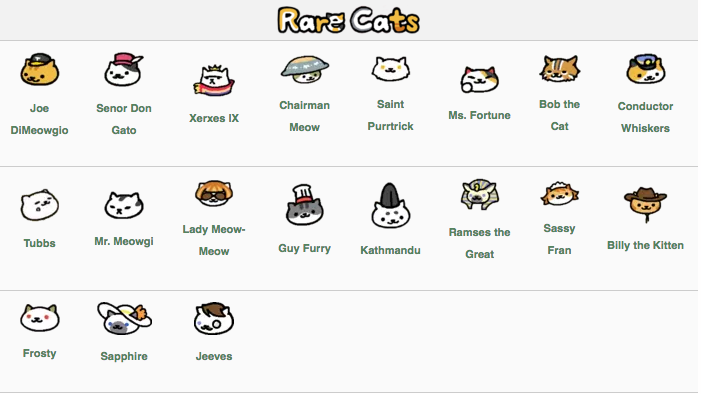 Rare Cats
Joe
DiMeowgio
Senor Don
Gato
Xerxes IX
Chairman
Meow
Saint
Purrtrick
Ms. Fortune
Bob the
Cat
Conductor
Whiskers
Tubbs
Mr. Meowgi
Lady Meow-
Meow
Guy Furry
Kathmandu
Ramses the
Great
Sassy
Fran
Billy the Kitten
Frosty
Sapphire
Jeeves